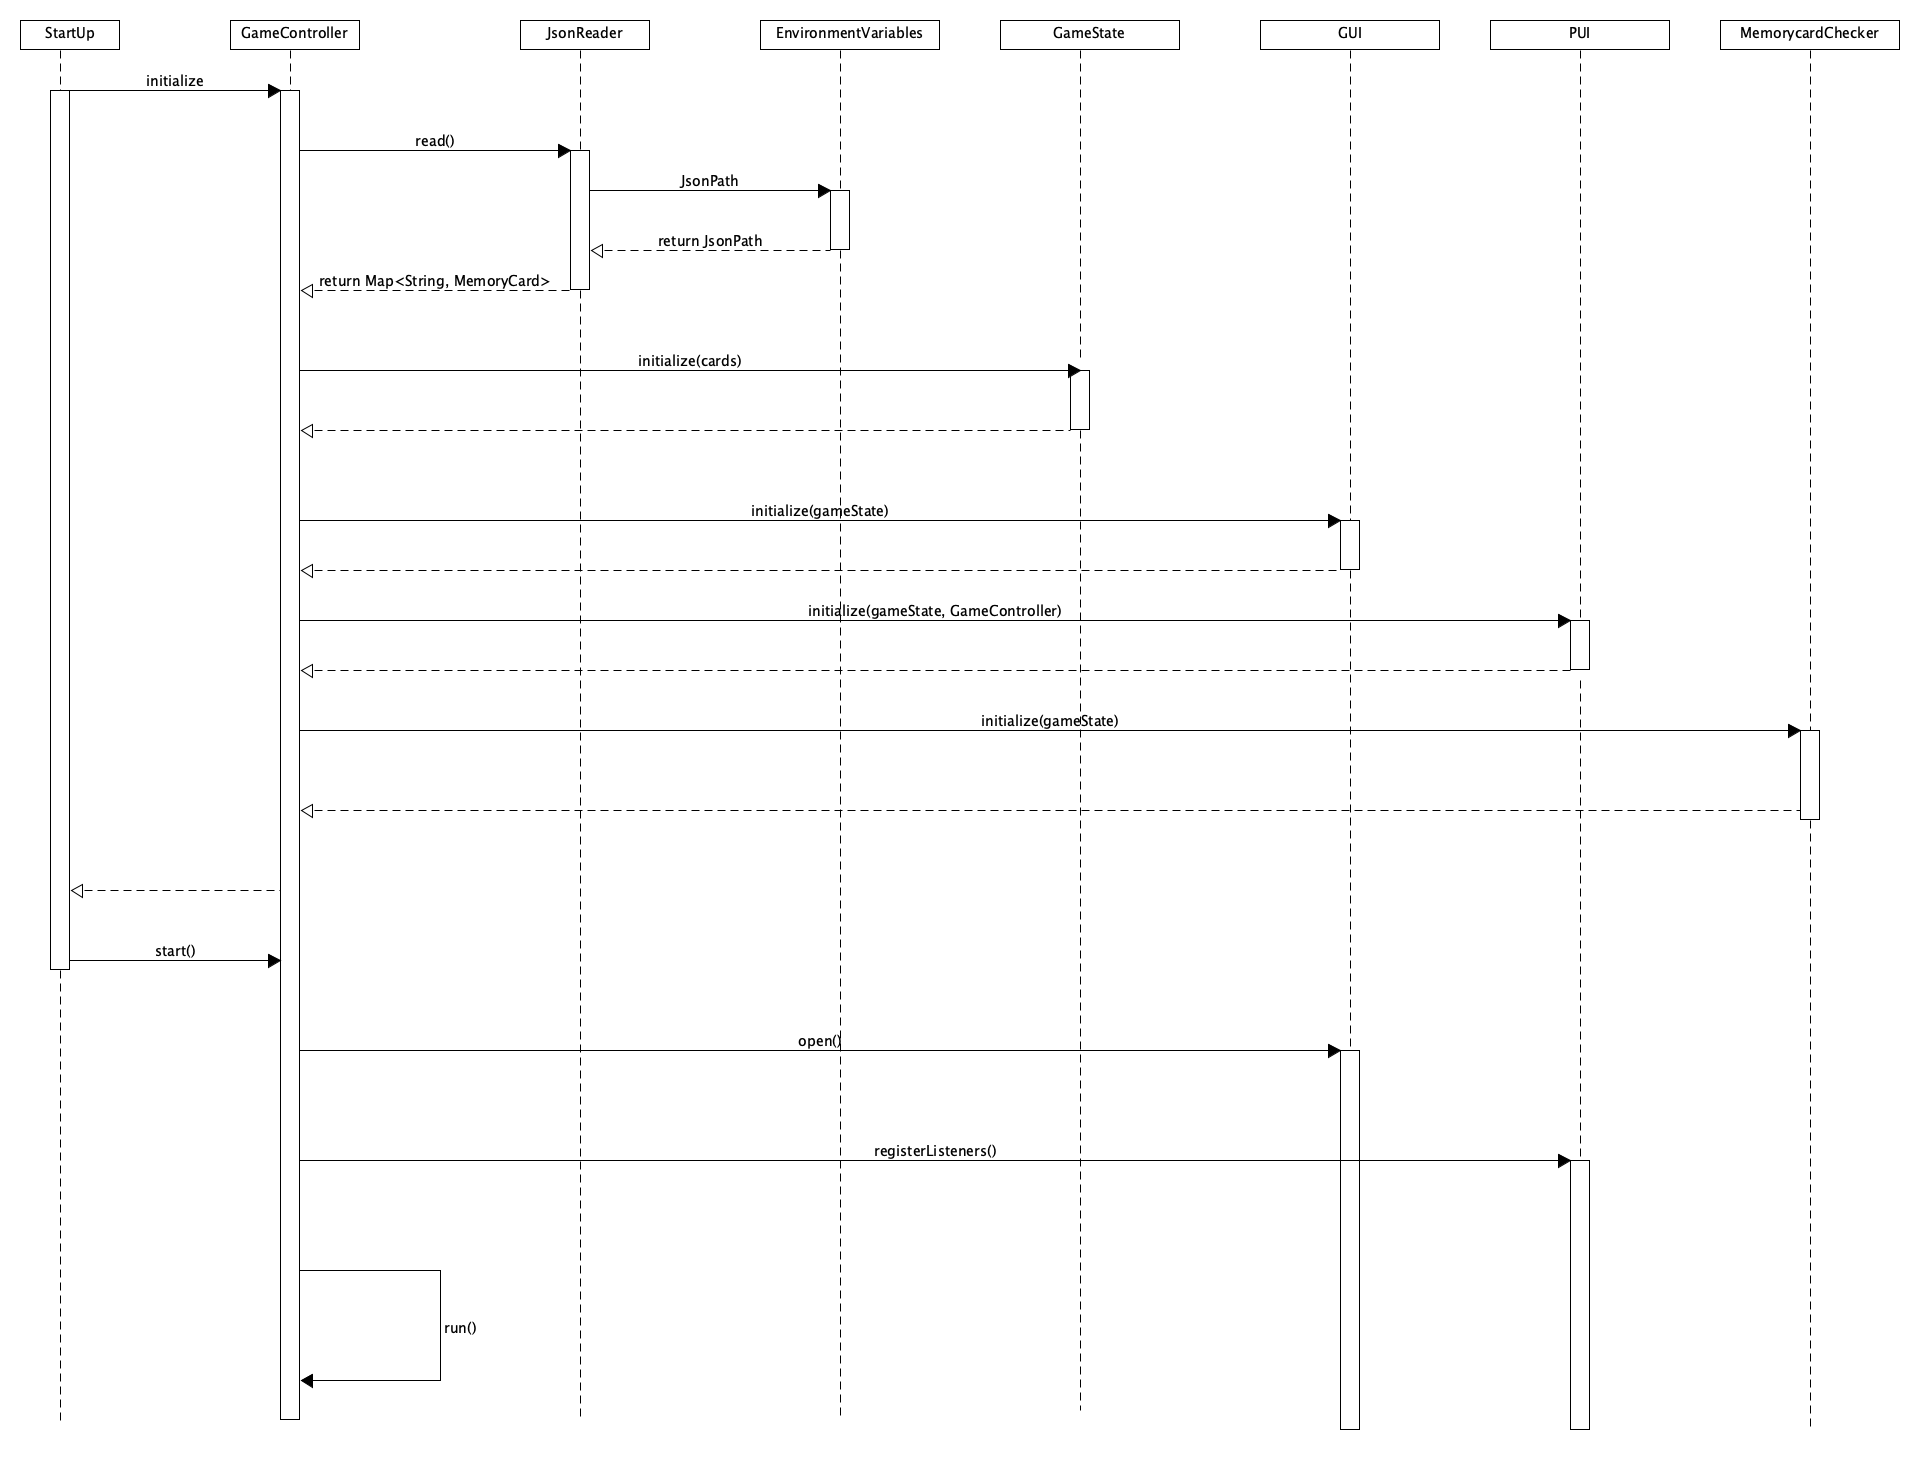 StartUp
GameController
JsonReader
EnvironmentVariables
GameState
GUI
PUI
MemorycardChecker
initialize
read()
JsonPath
return JsonPath
return Map<String, MemoryCard>
initialize(cards)
initialize(gameState)
initialize(gameState, GameController)
initialize(gameState)
start()
open()
registerListeners()
run()